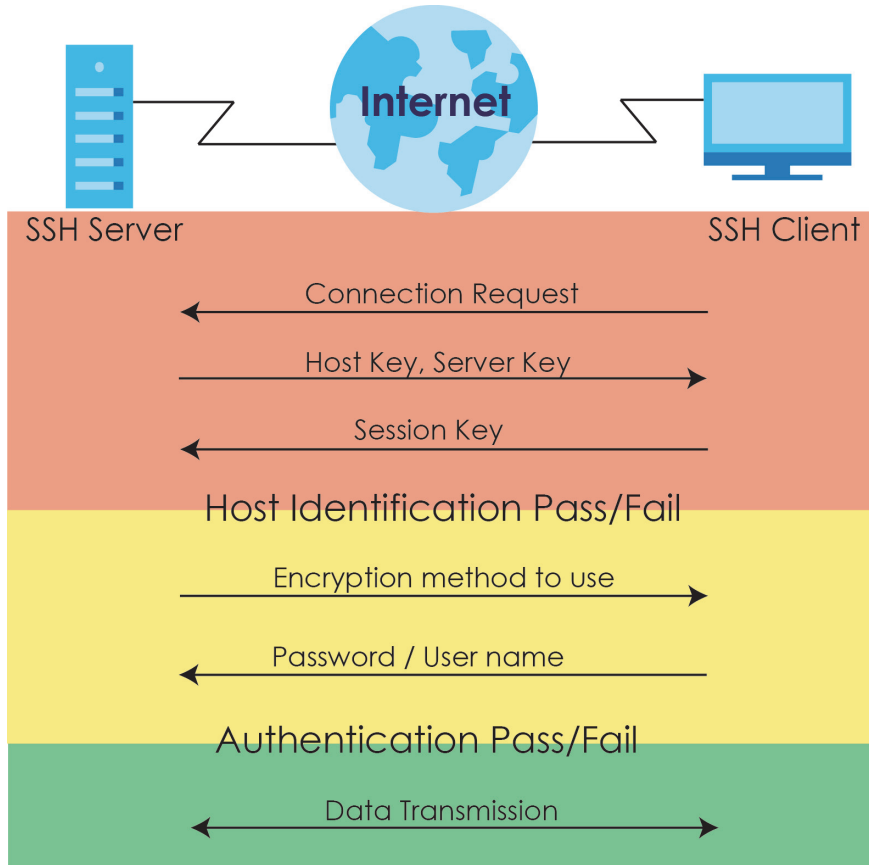 Internet
SSH Server
SSH Client
Connection Request
Host Key, Server Key
Session Key
Host Identification Pass/Fail
Encryption method to use
Password / User name
Authentication Pass/Fail
Data Transmission